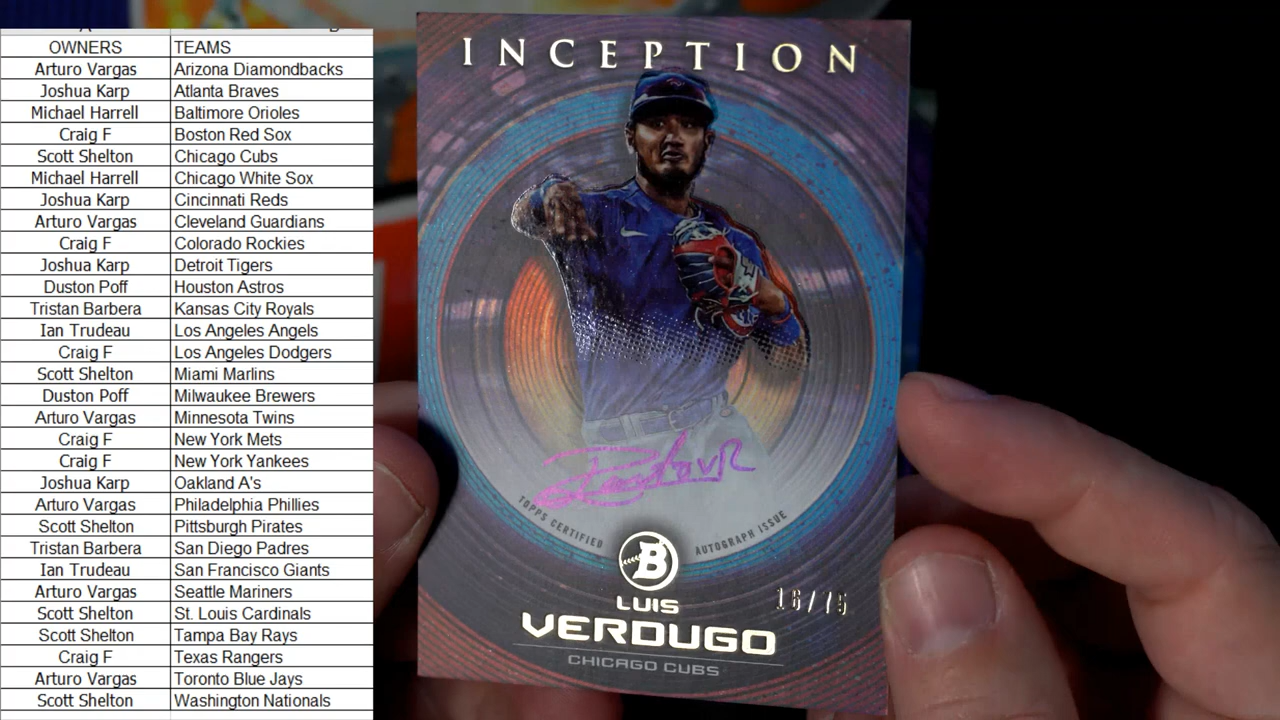 OWNERS TEAMS
Arturo Vargas Arizona Diamondbacks
Joshua Karp Atlanta Braves
Michael Harrell Baltimore Orioles
Craig F Boston Red Sox
Scott Shelton Chicago Cubs
Michael Harrell Chicago White Sox
Joshua Karp Cincinnati Reds
Arturo Vargas Cleveland Guardians
Craig F Colorado Rockies
Joshua Karp Detroit Tigers
Duston Poff Houston Astros
Tristan Barbera Kansas City Royals
Ian Trudeau Los Angeles Angels
Craig F Los Angeles Dodgers
Scott Shelton Miami Marlins
Duston Poff Milwaukee Brewers
Arturo Vargas Minnesota Twins
Craig F New York Mets
Craig F New York Yankees
Joshua Karp Oakland A's
Arturo Vargas Philadelphia Phillies
Scott Shelton Pittsburgh Pirates
Tristan Barbera San Diego Padres
Ian Trudeau San Francisco Giants
Arturo Vargas Seattle Mariners
Scott Shelton St. Louis Cardinals
Scott Shelton Tampa Bay Rays
Craig F Texas Rangers
Arturo Vargas Toronto Blue Jays
Scott Shelton Washington Nationals
INCEPTION
TOPPS CERTIFIED AUTOGRAPH ISSUE
B
LUIS
16/75
VERDUGO
CHICAGO CUBS